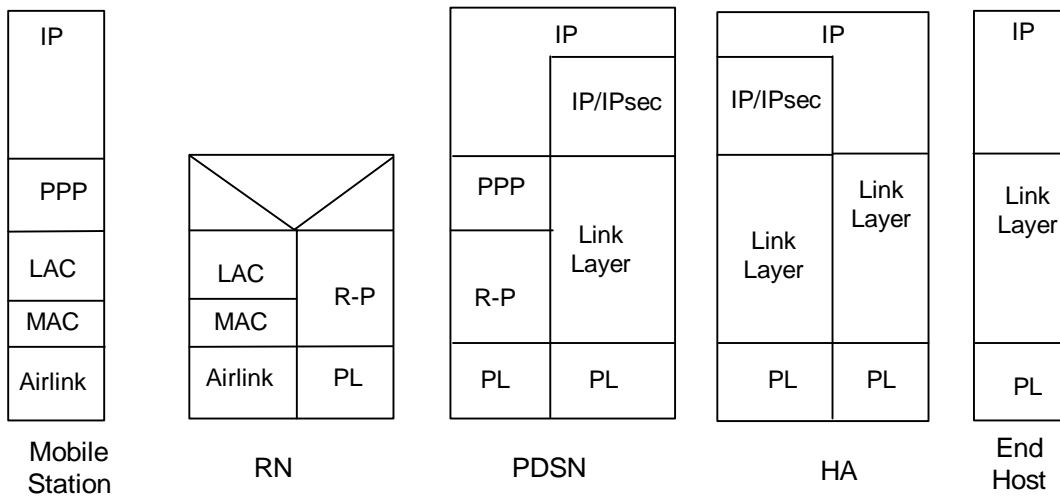 IP
PPP
LAC
MAC
Airlink
Mobile
Station
LAC
MAC
Airlink
R-P
PL
RN
IP
IP/IPsec
PPP
R-P
Link
Layer
PL
PL
PDSN
IP
IP/IPsec
Link
Layer
Link
Layer
PL
PL
HA
IP
Link
Layer
PL
End
Host